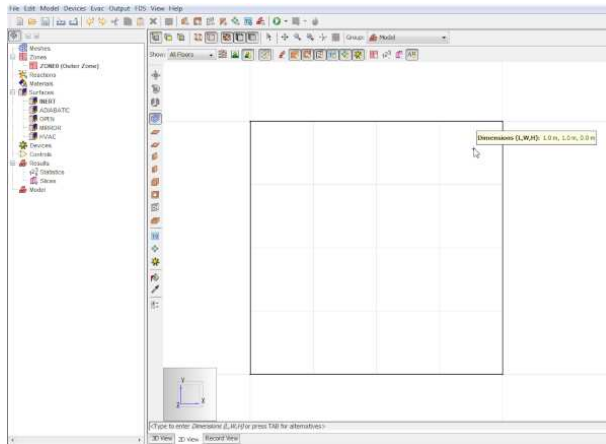 File Edit Model Devices Evac Output FDS View Help
Group: Model
Show: All Floors
Meshes
Zones
ZONE0 (Outer Zone)
Reactions
Materials
Surfaces
INERT
ADIABATIC
OPEN
MIRROR
HVAC
Devices
Controls
Results
Statistics
Slices
Model
Dimensions (L,W,H): 1.0 m, 1.0 m, 0.0 m
Y
Z X
<Type to enter Dimensions (L,W,H) or press TAB for alternatives>
3D View 2D View Record View